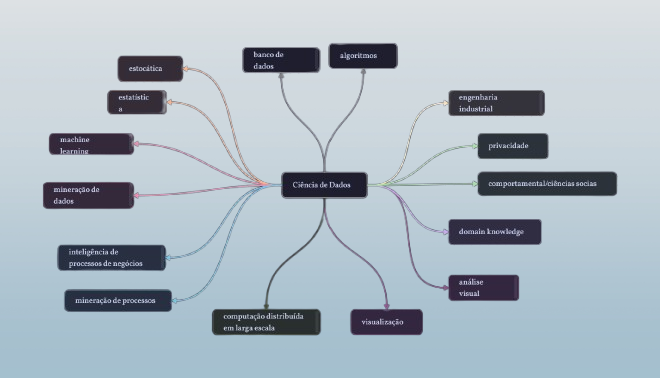 banco de
dados
algoritmos
estocática
estatístic
a
machine
learning
mineração de
dados
inteligência de
processos de negócios
mineração de processos
Ciência de Dados
engenharia
industrial
privacidade
comportamental/ciências socias
domain knowledge
análise
visual
computação distribuída
em larga escala
visualização